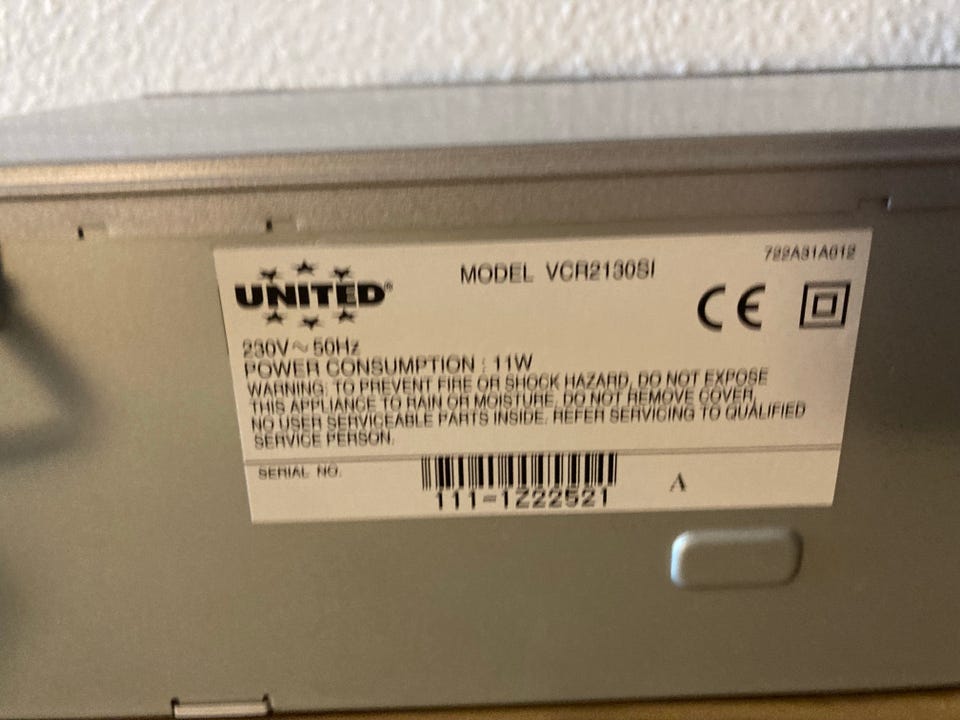 UNITED®
MODEL VCR2130SI
722A31A012
230V~50Hz
POWER CONSUMPTION : 11W
WARNING: TO PREVENT FIRE OR SHOCK HAZARD, DO NOT EXPOSE
THIS APPLIANCE TO RAIN OR MOISTURE, DO NOT REMOVE COVER,
NO USER SERVICEABLE PARTS INSIDE. REFER SERVICING TO QUALIFIED
SERVICE PERSON.
CE
SERIAL NO.
111-1Z22521
A